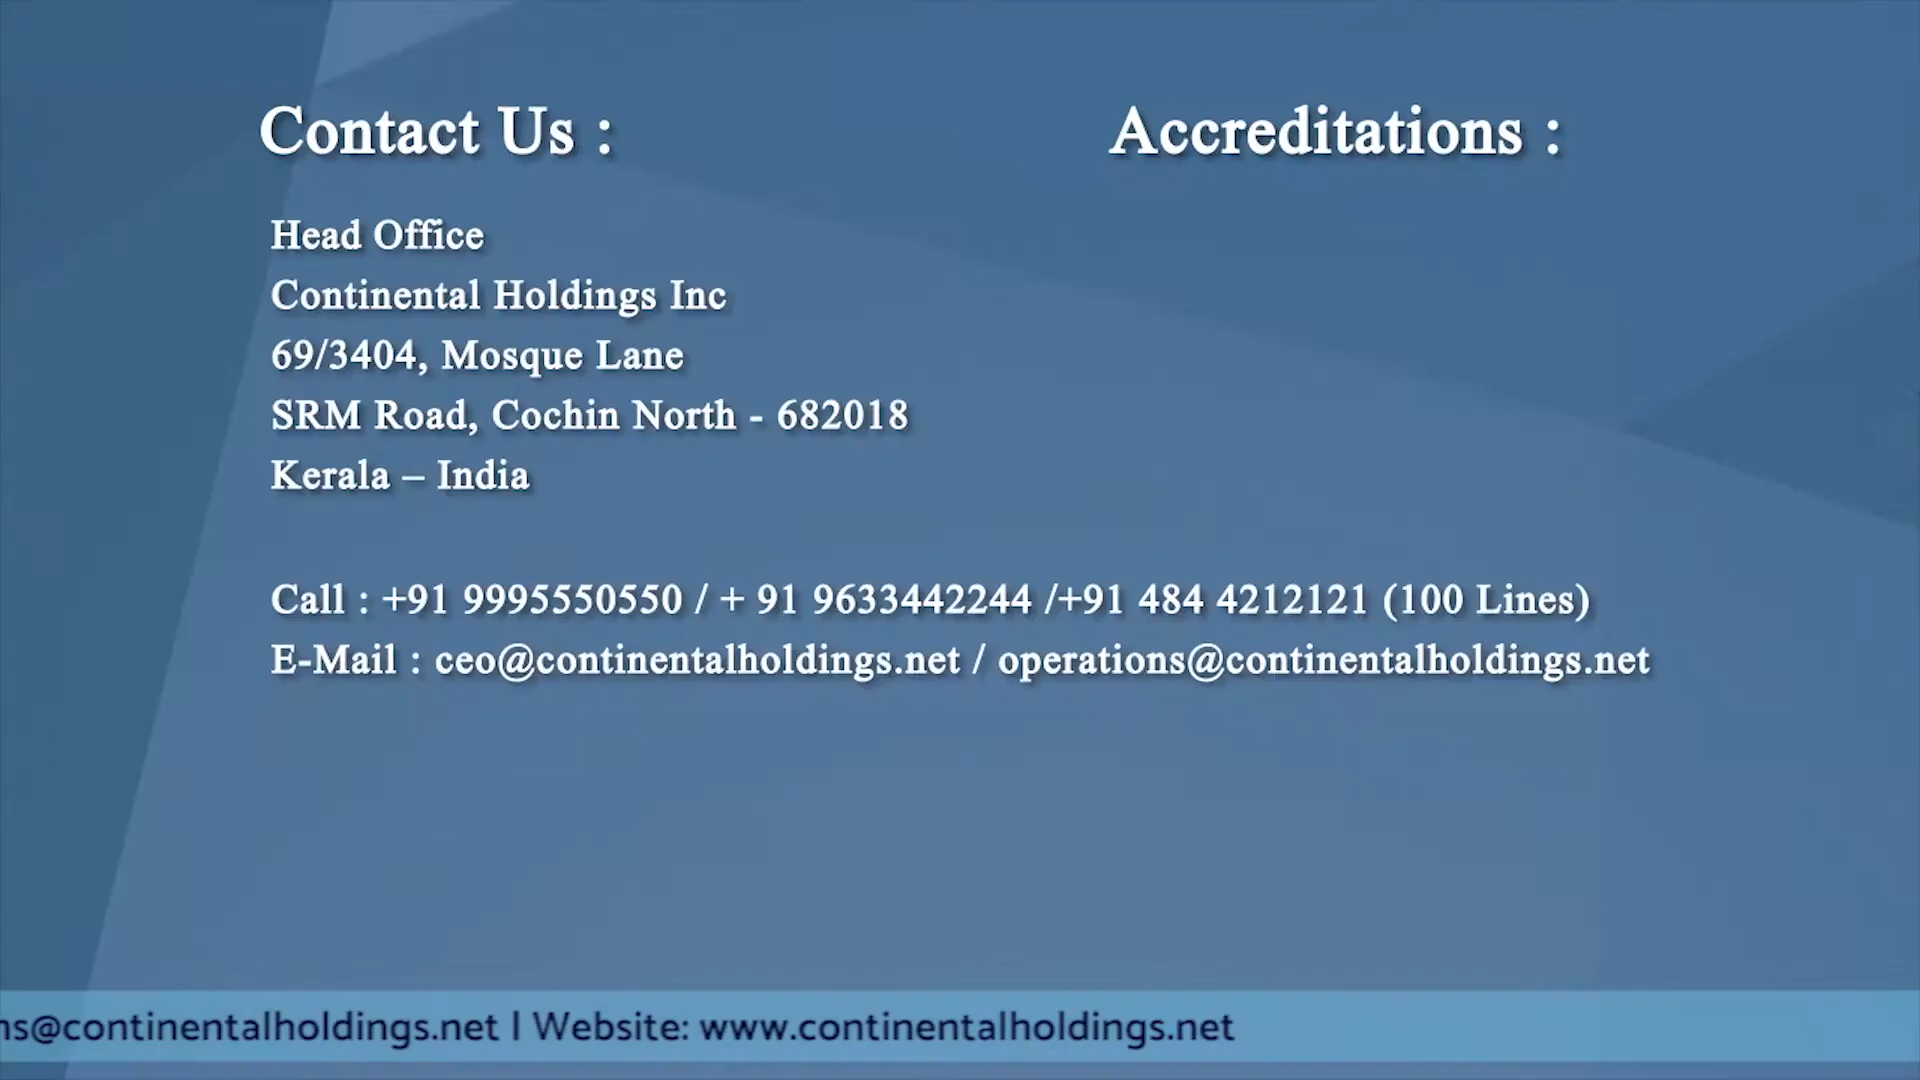 Contact Us :
Accreditations :
Head Office
Continental Holdings Inc
69/3404, Mosque Lane
SRM Road, Cochin North - 682018
Kerala – India
Call : +91 9995550550 / + 91 9633442244 /+91 484 4212121 (100 Lines)
E-Mail : ceo@continentalholdings.net / operations@continentalholdings.net
ns@continentalholdings.net | Website: www.continentalholdings.net